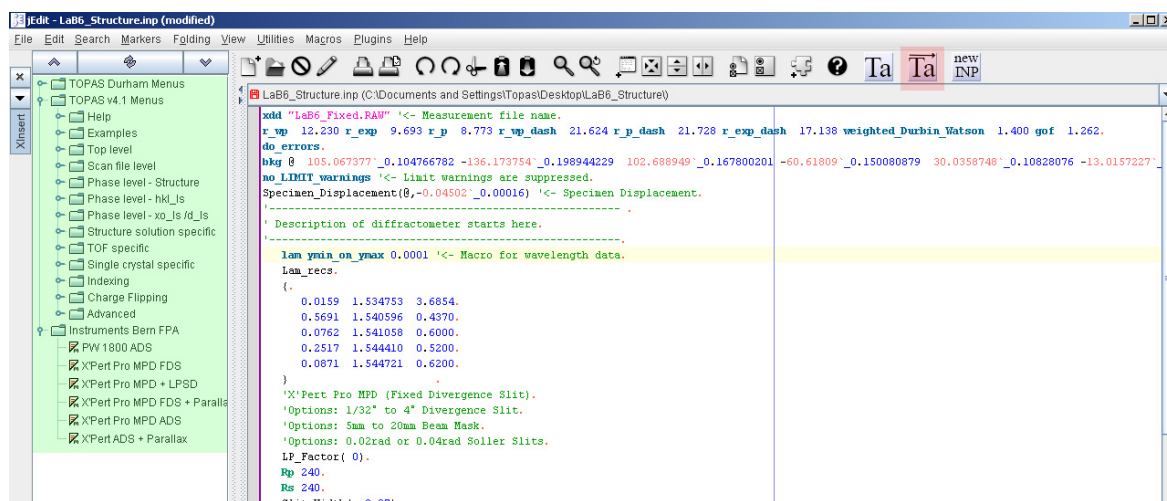 jEdit - LaB6_Structure.inp (modified)
File Edit Search Markers Folding View Utilities Macros Plugins Help
Ta Ta new INP
XInsert
TOPAS Durham Menus
TOPAS v4.1 Menus
Help
Examples
Top level
Scan file level
Phase level - Structure
Phase level - hkl_Is
Phase level - xo_Is /d_Is
Structure solution specific
TOF specific
Single crystal specific
Indexing
Charge Flipping
Advanced
Instruments Bern FPA
PW 1800 ADS
X'Pert Pro MPD FDS
X'Pert Pro MPD + LPSD
X'Pert Pro MPD FDS + Paralla
X'Pert Pro MPD ADS
X'Pert ADS + Parallax
LaB6_Structure.inp (C:\Documents and Settings\Topas\Desktop\LaB6_Structure\)
xdd "LaB6_Fixed.RAW" '<- Measurement file name.
r_wp 12.230 r_exp 9.693 r_p 8.773 r_wp_dash 21.624 r_p_dash 21.728 r_exp_dash 17.138 weighted_Durbin_Watson 1.400 gof 1.262.
do_errors.
bkg @ 105.067377`_0.104766782 -136.173754`_0.198944229 102.688949`_0.167800201 -60.61809`_0.150080879 30.0358748`_0.10828076 -13.0157227`_
no_LIMIT_warnings '<- Limit warnings are suppressed.
Specimen_Displacement(@,-0.04502`_0.00016) '<- Specimen Displacement.
'----------------------------------------------------- .
' Description of diffractometer starts here.
'-----------------------------------------------------.
lam ymin_on_ymax 0.0001 '<- Macro for wavelength data.
Lam_recs.
{.
0.0159 1.534753 3.6854.
0.5691 1.540596 0.4370.
0.0762 1.541058 0.6000.
0.2517 1.544410 0.5200.
0.0871 1.544721 0.6200.
} .
'X'Pert Pro MPD (Fixed Divergence Slit).
'Options: 1/32° to 4° Divergence Slit.
'Options: 5mm to 20mm Beam Mask.
'Options: 0.02rad or 0.04rad Soller Slits.
LP_Factor( 0).
Rp 240.
Rs 240.